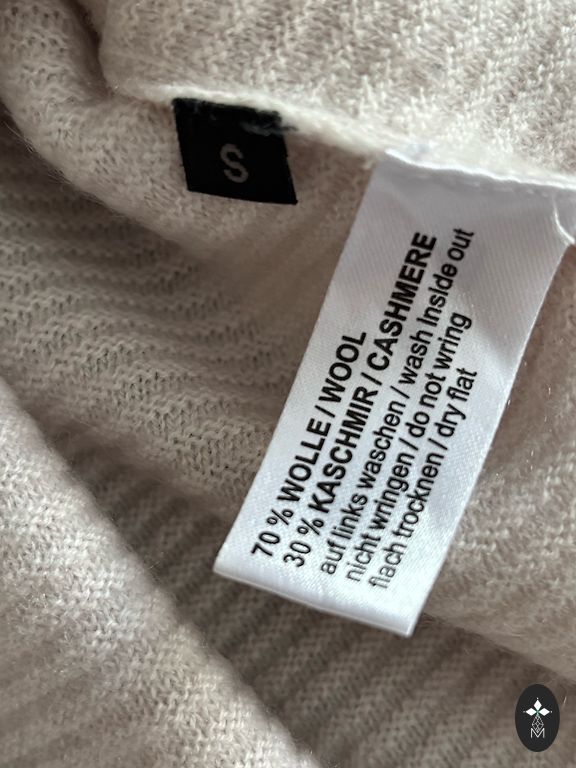 S
70 % WOLLE / WOOL
30 % KASCHMIR / CASHMERE
auf links waschen / wash inside out
nicht wringen / do not wring
flach trocknen / dry flat
M